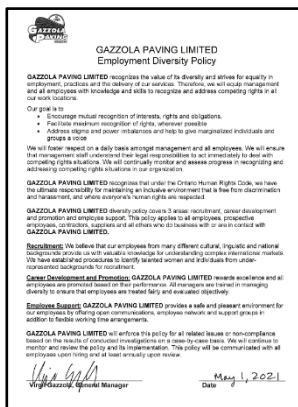 GAZZOLA
PAVING
LIMITED
GAZZOLA PAVING LIMITED
Employment Diversity Policy
GAZZOLA PAVING LIMITED recognizes the value of its diversity and strives for equality in
employment, practices and the delivery of our services. Therefore, we will equip management
and all employees with knowledge and skills to recognize and address competing rights in all
our work locations.
Our goal is to
• Encourage mutual recognition of interests, rights and obligations.
• Facilitate maximum recognition of rights, wherever possible
• Address stigma and power imbalances and help to give marginalized individuals and
groups a voice
We will foster respect on a daily basis amongst management and all employees. We will
ensure that management staff understand their legal responsibilities to act immediately to deal with
competing rights situations. We will continually monitor and assess progress in recognizing and
addressing competing rights situations in our organization.
GAZZOLA PAVING LIMITED recognizes that under the Ontario Human Rights Code, we have
the ultimate responsibility for maintaining an inclusive environment that is free from discrimination
and harassment, and where everyone's human rights are respected.
GAZZOLA PAVING LIMITED diversity policy covers 3 areas: recruitment, career development
and promotion and employee support. This policy applies to all employees, prospective
employees, contractors, suppliers and all others who do business with or are in contact with
GAZZOLA PAVING LIMITED.
Recruitment: We believe that our employees from many different cultural, linguistic and national
backgrounds provide us with valuable knowledge for understanding complex international markets.
We have established procedures to identify talented women and individuals from under-
represented backgrounds for recruitment.
Career Development and Promotion: GAZZOLA PAVING LIMITED rewards excellence and all
employees are promoted based on their performance. All managers are trained in managing
diversity to ensure that employees are treated fairly and evaluated objectively.
Employee Support: GAZZOLA PAVING LIMITED provides a safe and pleasant environment for
our employees by offering open communications, employee network and support groups in
addition to flexible working time arrangements.
GAZZOLA PAVING LIMITED will enforce this policy for all related issues or non-compliance
based on the results of conducted investigations on a case-by-case basis. We will continue to
monitor and review the policy and its implementation. This policy will be communicated with all
employees upon hiring and at least annually upon review.
May 1, 2021
Virgil Gazzola, General Manager Date